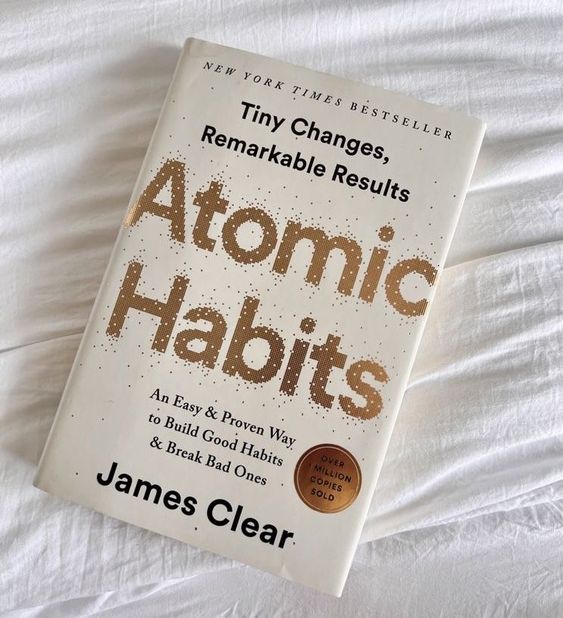 NEW YORK TIMES BESTSELLER
Tiny Changes,
Remarkable Results
Atomic
Habits
An Easy & Proven Way
to Build Good Habits
& Break Bad Ones
James Clear
OVER
1 MILLION
COPIES
SOLD